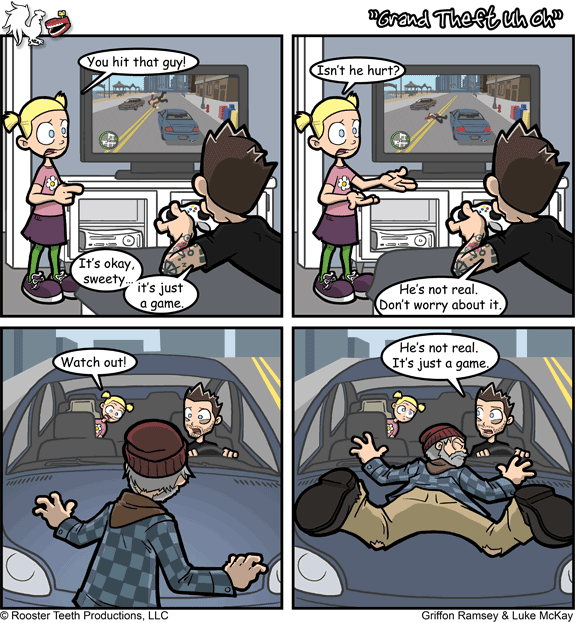 "Grand Theft Uh Oh"
You hit that guy!
It's okay,
sweety...
it's just
a game.
Isn't he hurt?
He's not real.
Don't worry about it.
Watch out!
He's not real.
It's just a game.
© Rooster Teeth Productions, LLC
Griffon Ramsey & Luke McKay